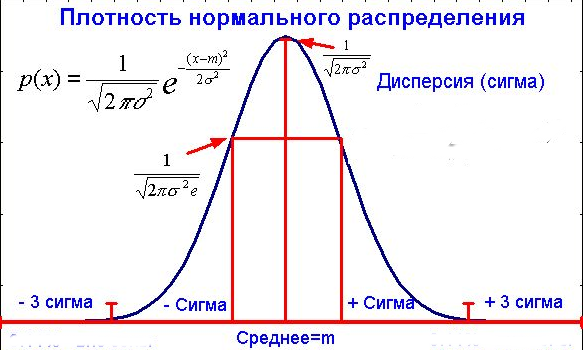 Плотность нормального распределения
p(x) = 1/√(2πσ²) e^(-(x-m)²/(2σ²))
1/√(2πσ²)
Дисперсия (сигма)
1/√(2πσ²e)
- 3 сигма
- Сигма
+ Сигма
+ 3 сигма
Среднее=m